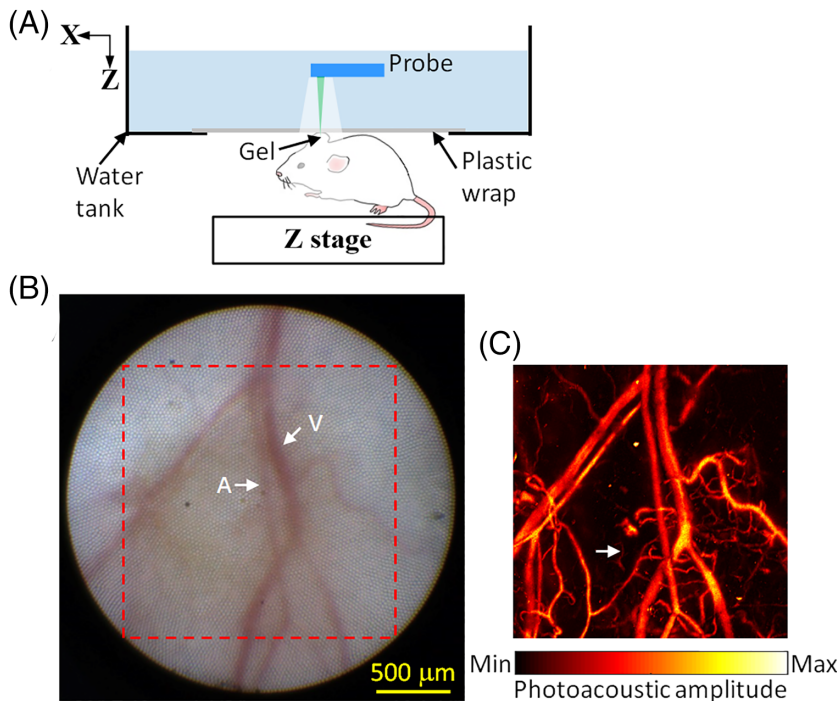 (A)
X
Z
Probe
Gel
Water
tank
Plastic
wrap
Z stage
(B)
V
A
500 μm
(C)
Min
Max
Photoacoustic amplitude